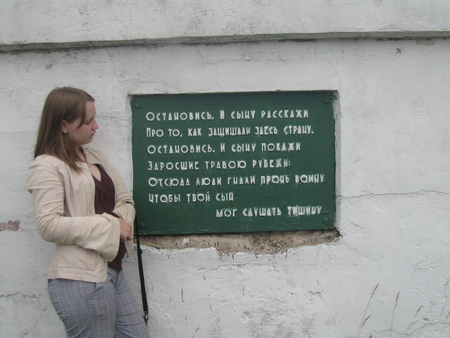 Остановись. И сыну расскажи
Про то, как защищали здесь страну.
Остановись. И сыну покажи
Заросшие травою рубежи.
Отсюда люди гнали прочь войну.
Чтобы твой сын
мог слушать тишину